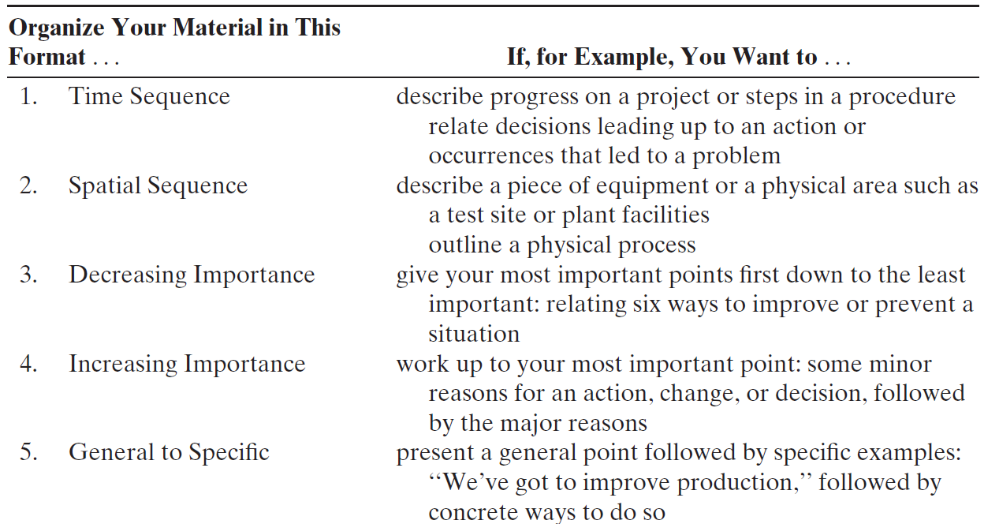 Organize Your Material in This
Format . . . If, for Example, You Want to . . .
1. Time Sequence describe progress on a project or steps in a procedure
relate decisions leading up to an action or
occurrences that led to a problem
2. Spatial Sequence describe a piece of equipment or a physical area such as
a test site or plant facilities
outline a physical process
3. Decreasing Importance give your most important points first down to the least
important: relating six ways to improve or prevent a
situation
4. Increasing Importance work up to your most important point: some minor
reasons for an action, change, or decision, followed
by the major reasons
5. General to Specific present a general point followed by specific examples:
‘‘We’ve got to improve production,’’ followed by
concrete ways to do so